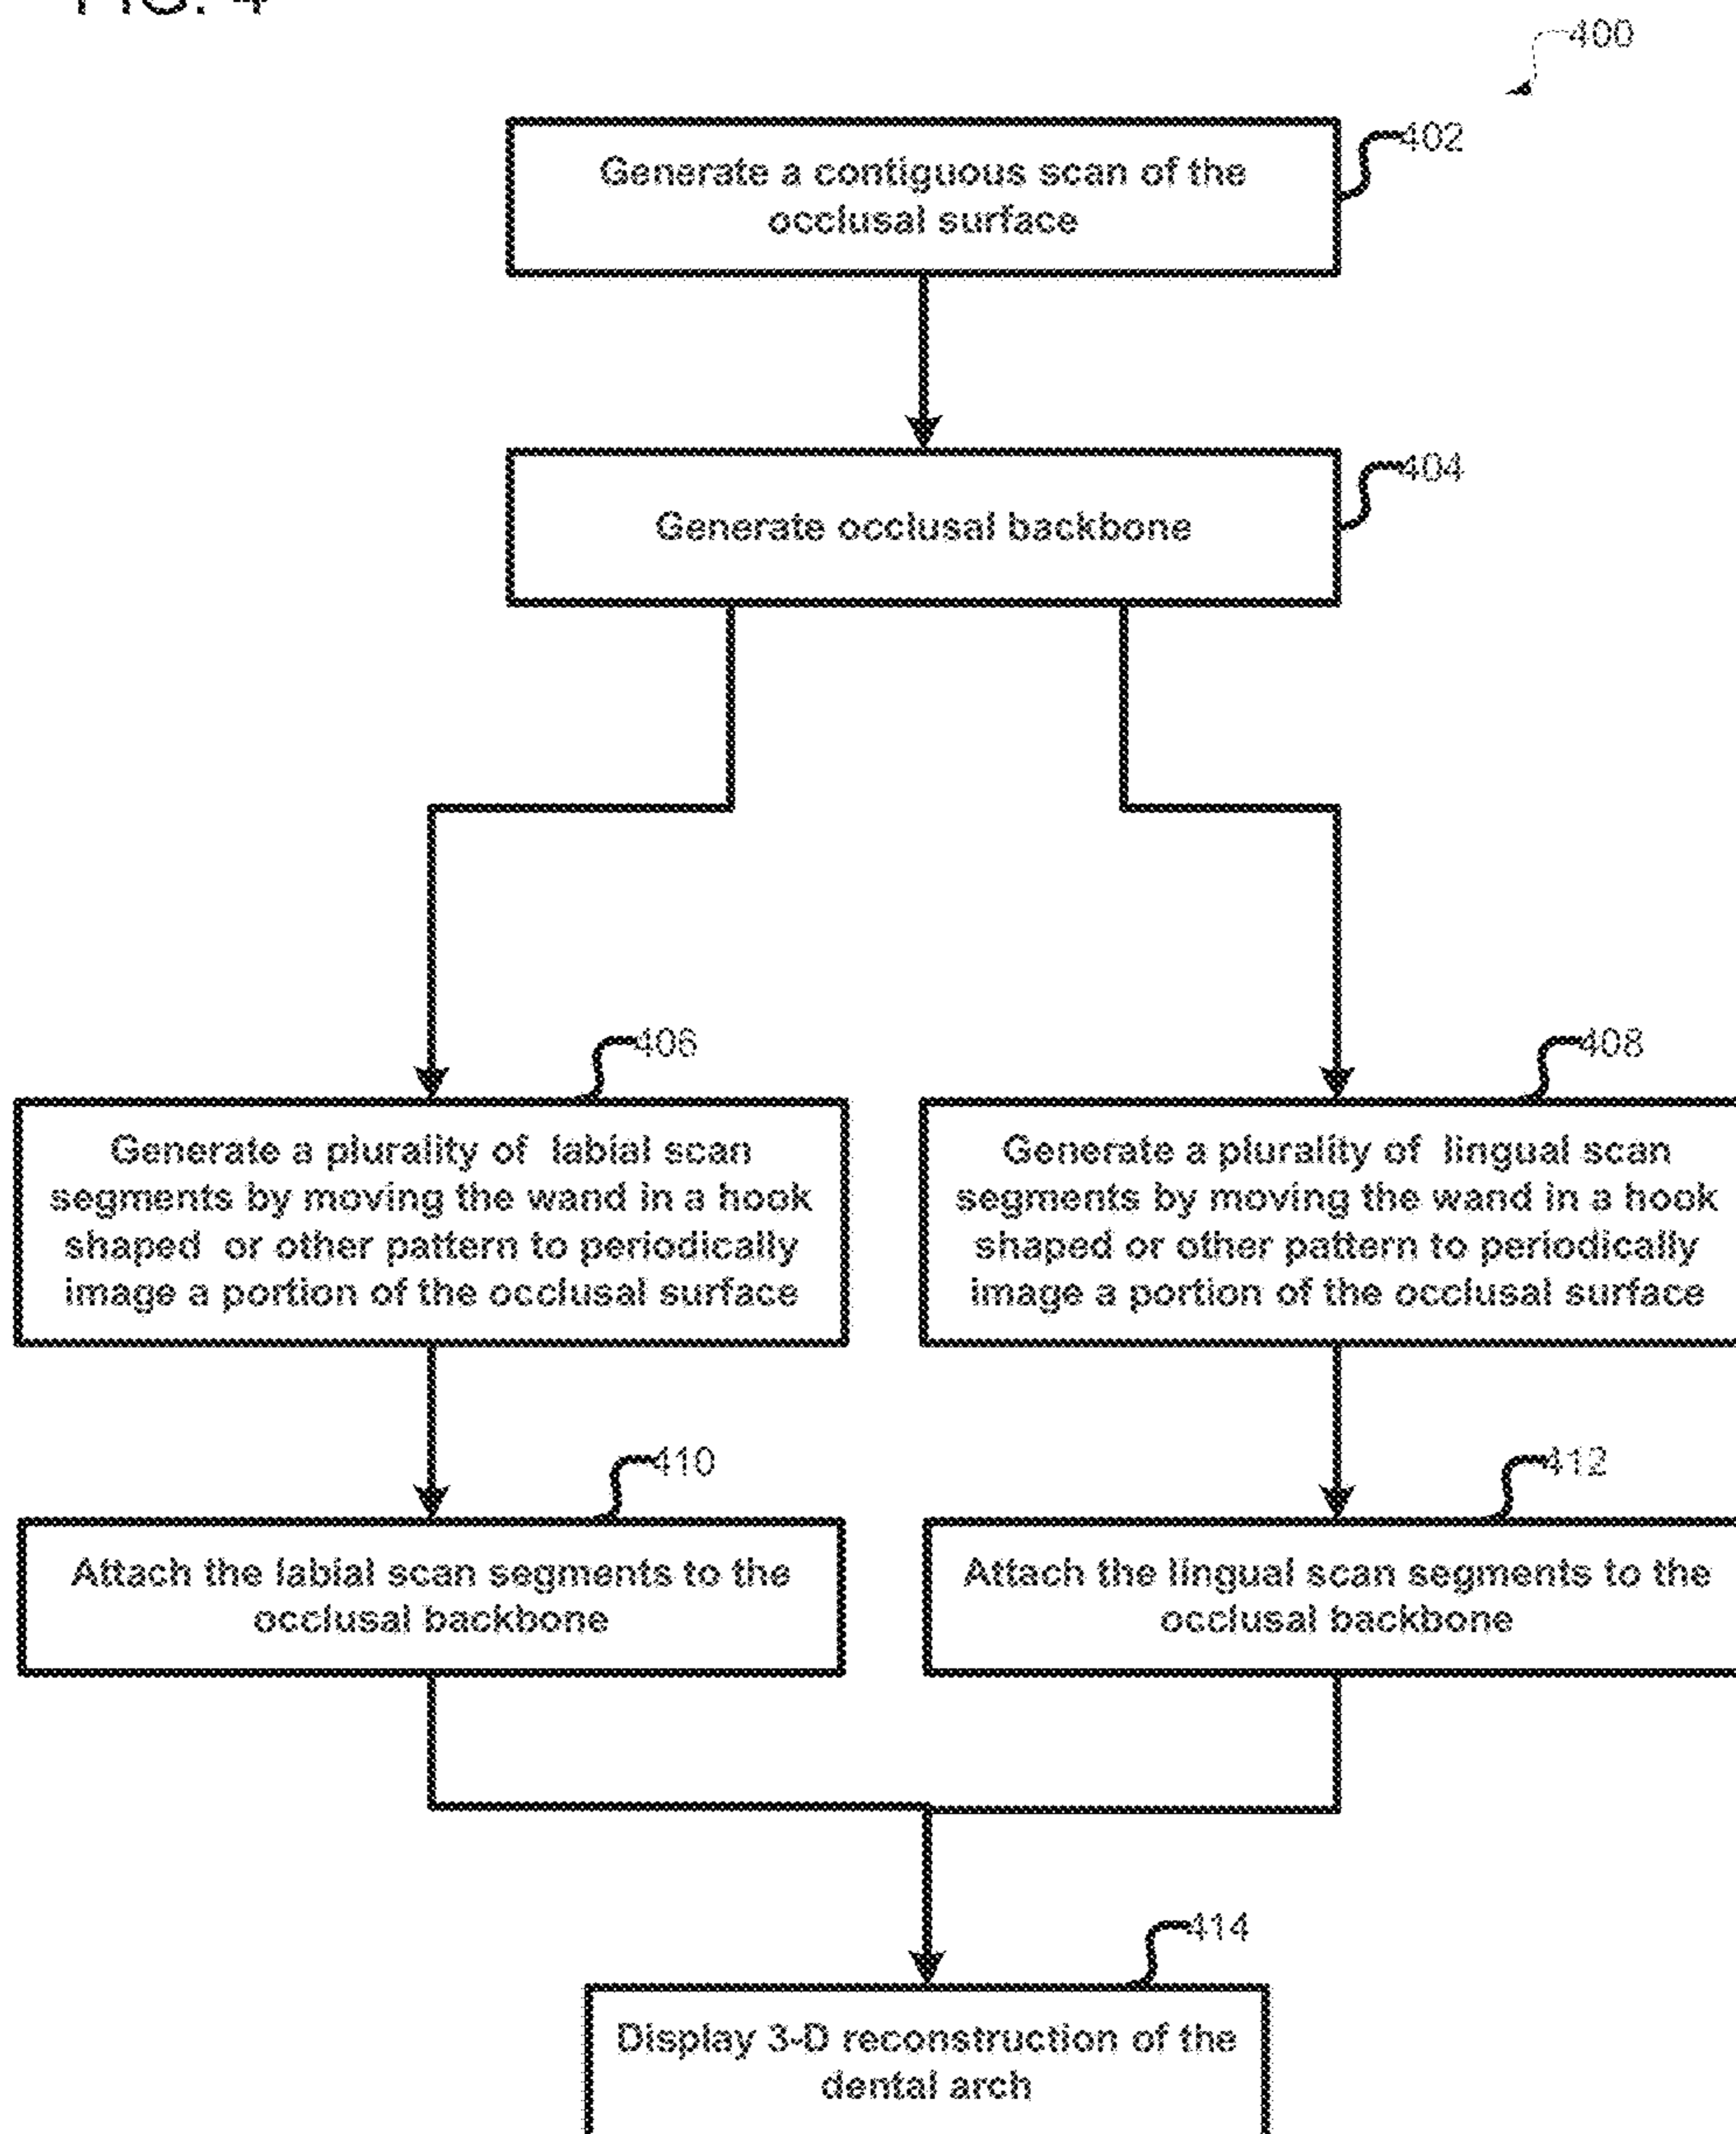 FIG. 4
400
402
Generate a contiguous scan of the
occlusal surface
404
Generate occlusal backbone
406
Generate a plurality of labial scan
segments by moving the wand in a hook
shaped or other pattern to periodically
image a portion of the occlusal surface
408
Generate a plurality of lingual scan
segments by moving the wand in a hook
shaped or other pattern to periodically
image a portion of the occlusal surface
410
Attach the labial scan segments to the
occlusal backbone
412
Attach the lingual scan segments to the
occlusal backbone
414
Display 3-D reconstruction of the
dental arch